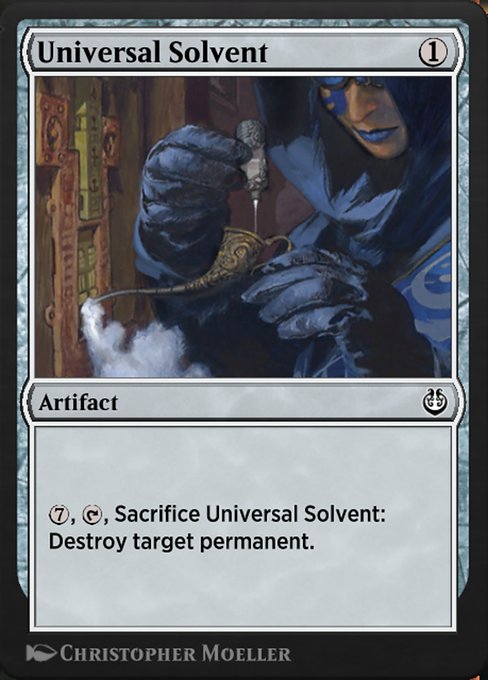 Universal Solvent 1
Artifact
7, , Sacrifice Universal Solvent:
Destroy target permanent.
Christopher Moeller